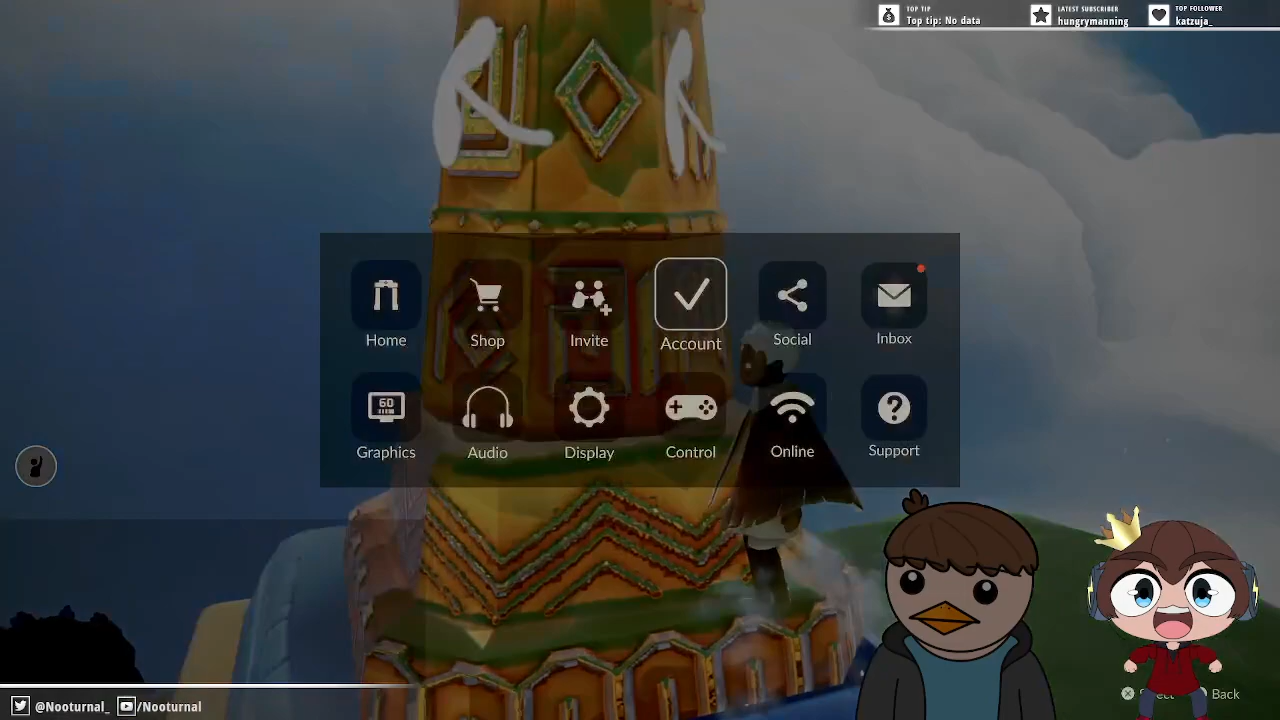 TOP TIP
Top tip: No data
LATEST SUBSCRIBER
hungrymanning
TOP FOLLOWER
katzuja_
Home
Shop
Invite
Account
Social
Inbox
60
Graphics
Audio
Display
Control
Online
Support
Back
@Nooturnal_
/Nooturnal